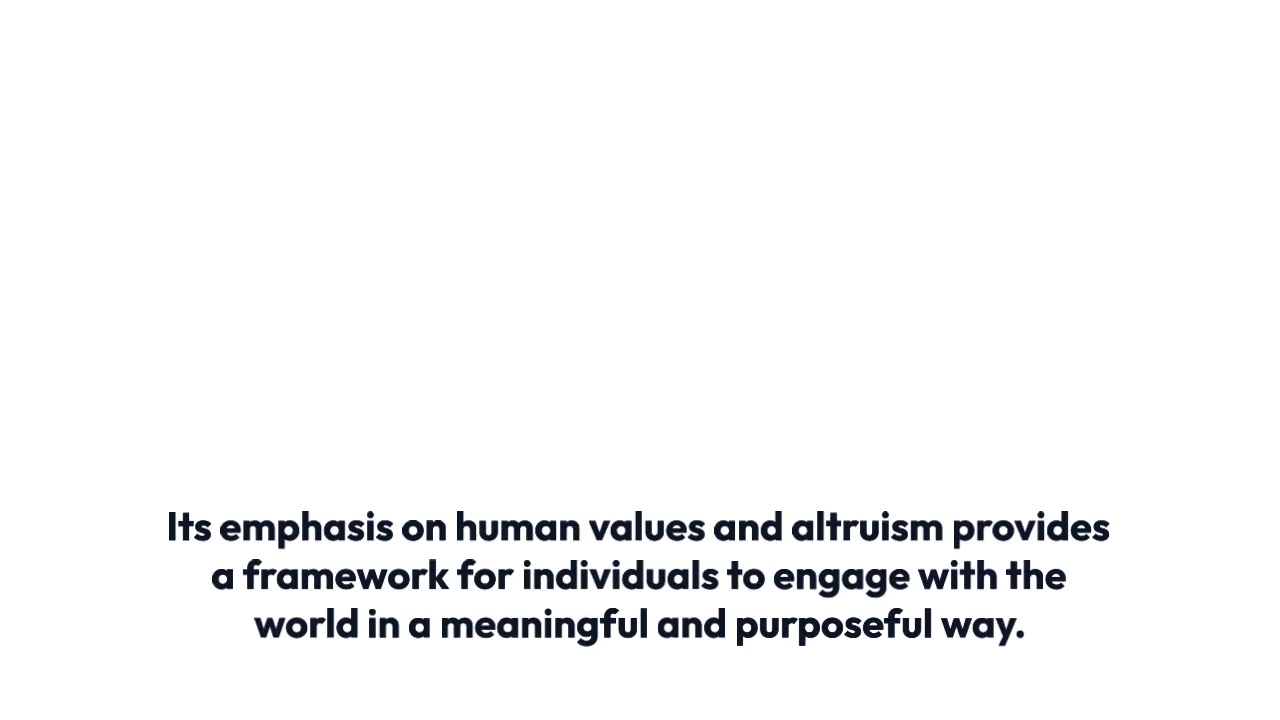 Its emphasis on human values and altruism provides
a framework for individuals to engage with the
world in a meaningful and purposeful way.